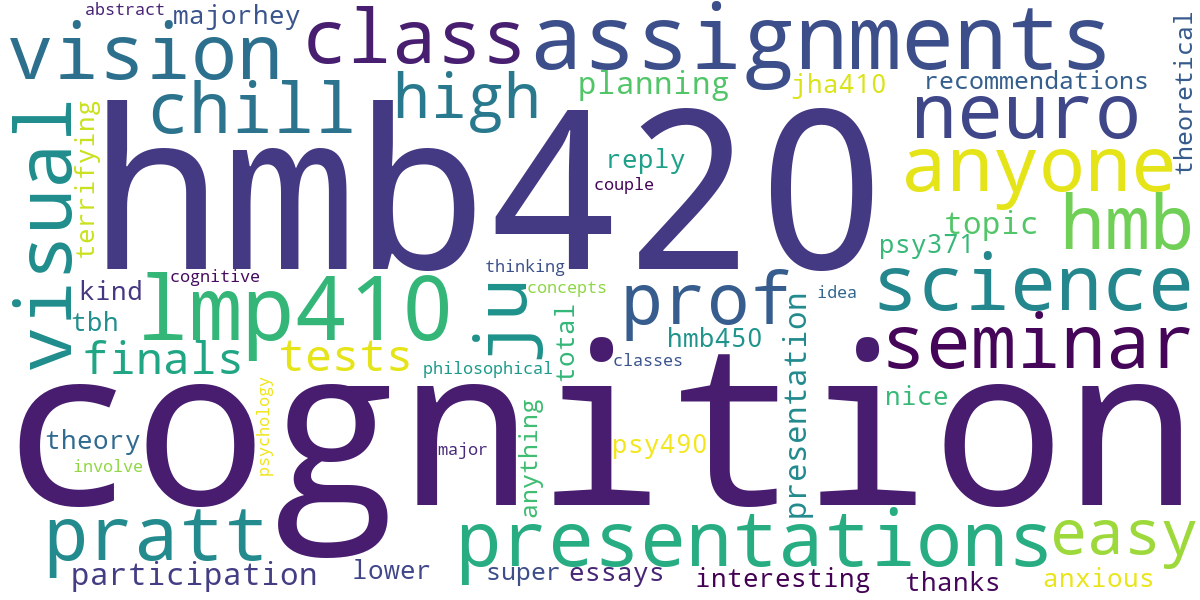 abstract
majorhey
vision
class
assignments
theoretical
chill
high
planning
jha410
recommendations
neuro
visual
terrifying
hmb420
reply
couple
anyone
topic
hmb
psy371
cognitive
thinking
concepts
kind
tbh
lmp410
ju
prof
idea
science
finals
tests
philosophical
total
hmb450
classes
presentation
seminar
nice
cognition
theory
involve
psychology
major
anything
psy490
pratt
presentations
easy
participation
lower
super
essays
interesting
thanks
anxious